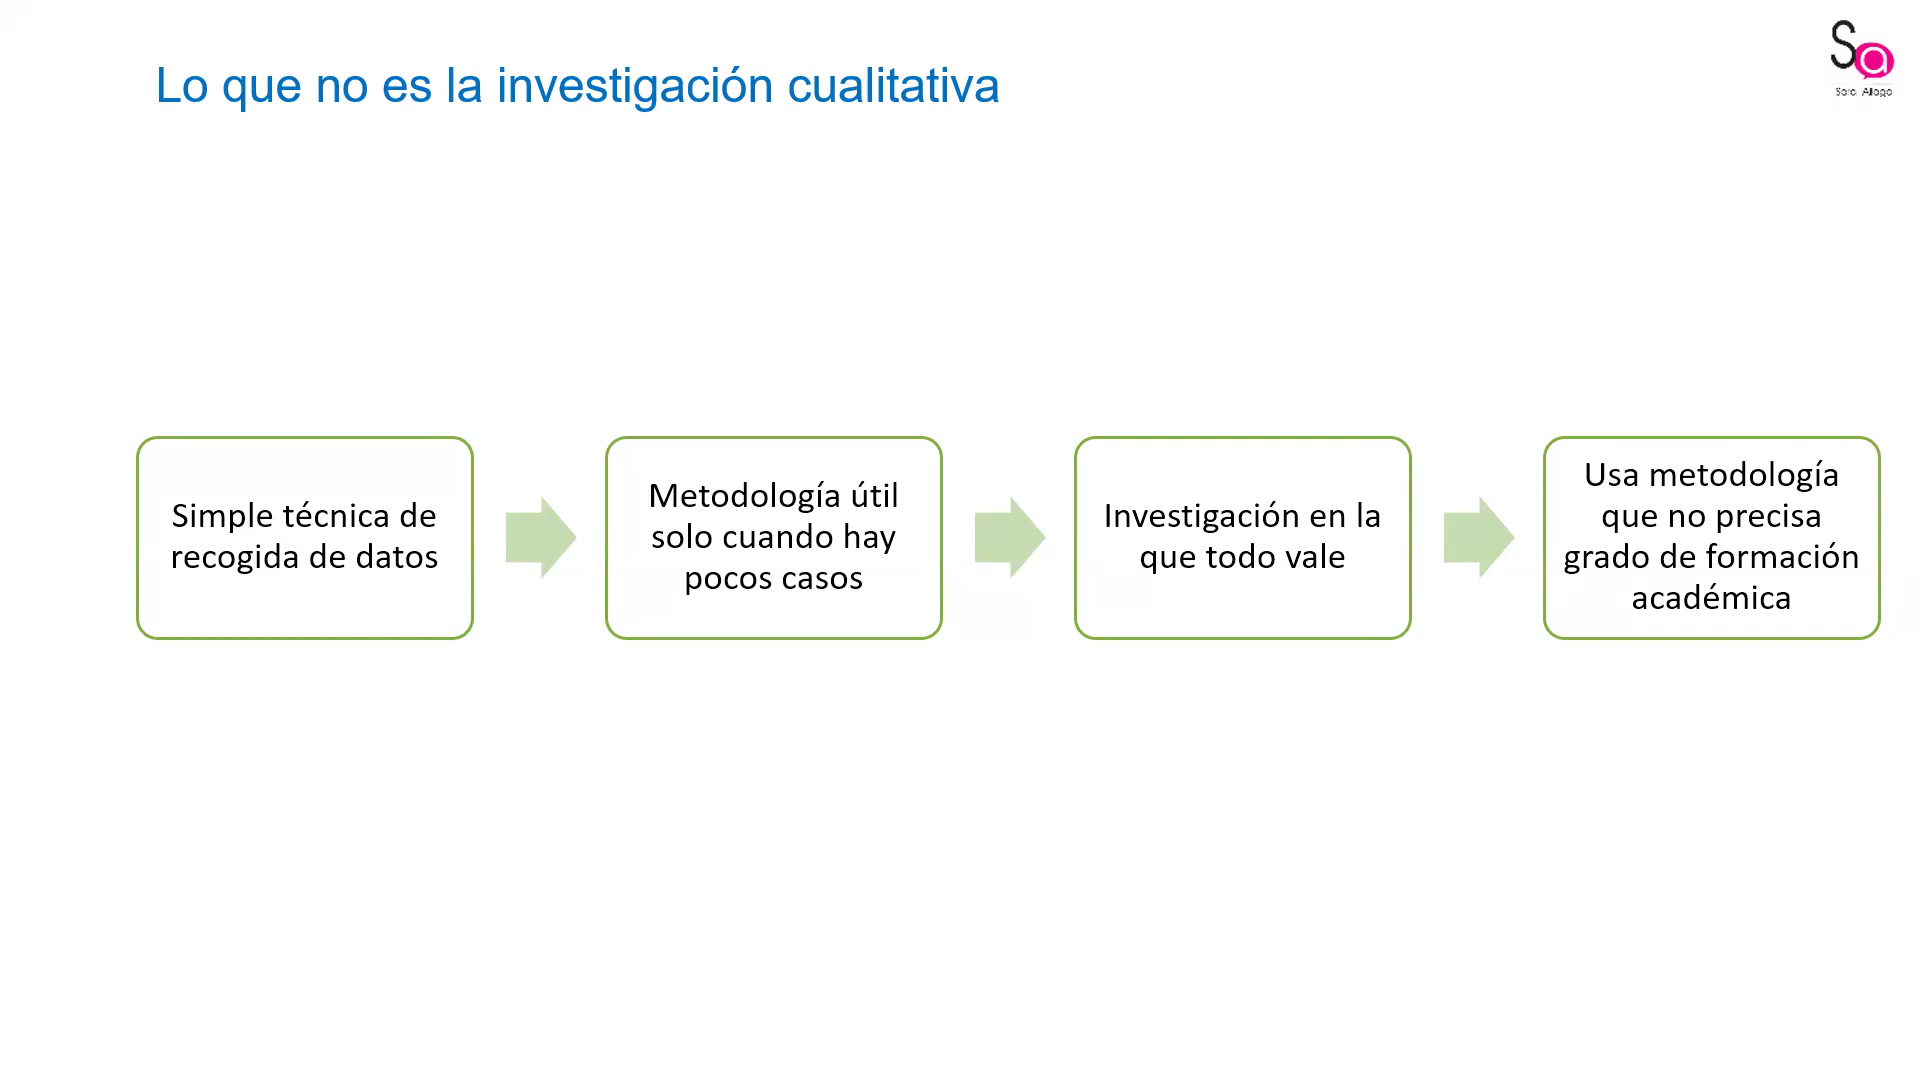 Lo que no es la investigación cualitativa
Sa
Simple técnica de
recogida de datos
Metodología útil
solo cuando hay
pocos casos
Investigación en la
que todo vale
Usa metodología
que no precisa
grado de formación
académica